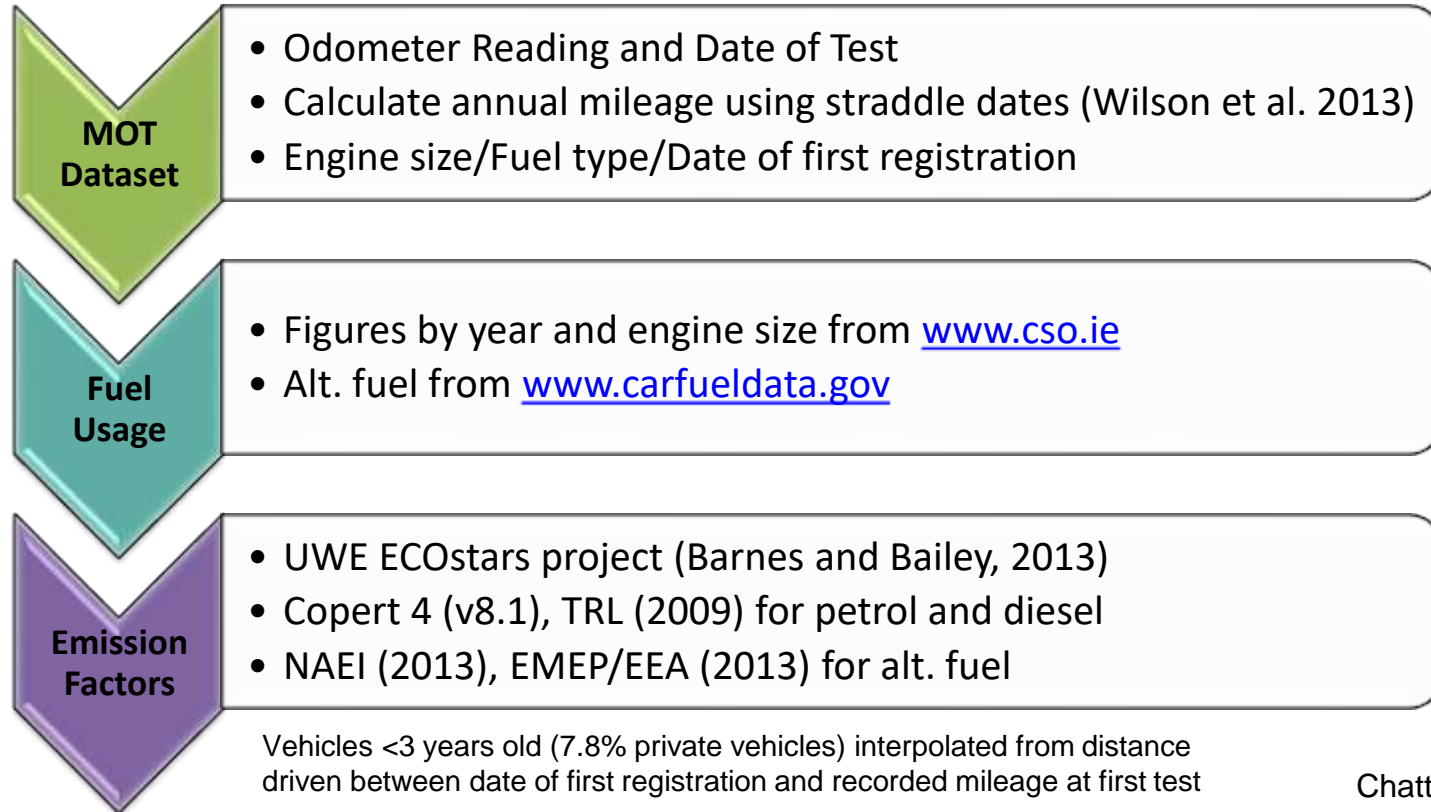 MOT
Dataset
• Odometer Reading and Date of Test
• Calculate annual mileage using straddle dates (Wilson et al. 2013)
• Engine size/Fuel type/Date of first registration
Fuel
Usage
• Figures by year and engine size from www.cso.ie
• Alt. fuel from www.carfueldata.gov
Emission
Factors
• UWE ECOstars project (Barnes and Bailey, 2013)
• Copert 4 (v8.1), TRL (2009) for petrol and diesel
• NAEI (2013), EMEP/EEA (2013) for alt. fuel
Vehicles <3 years old (7.8% private vehicles) interpolated from distance
driven between date of first registration and recorded mileage at first test
Chatt